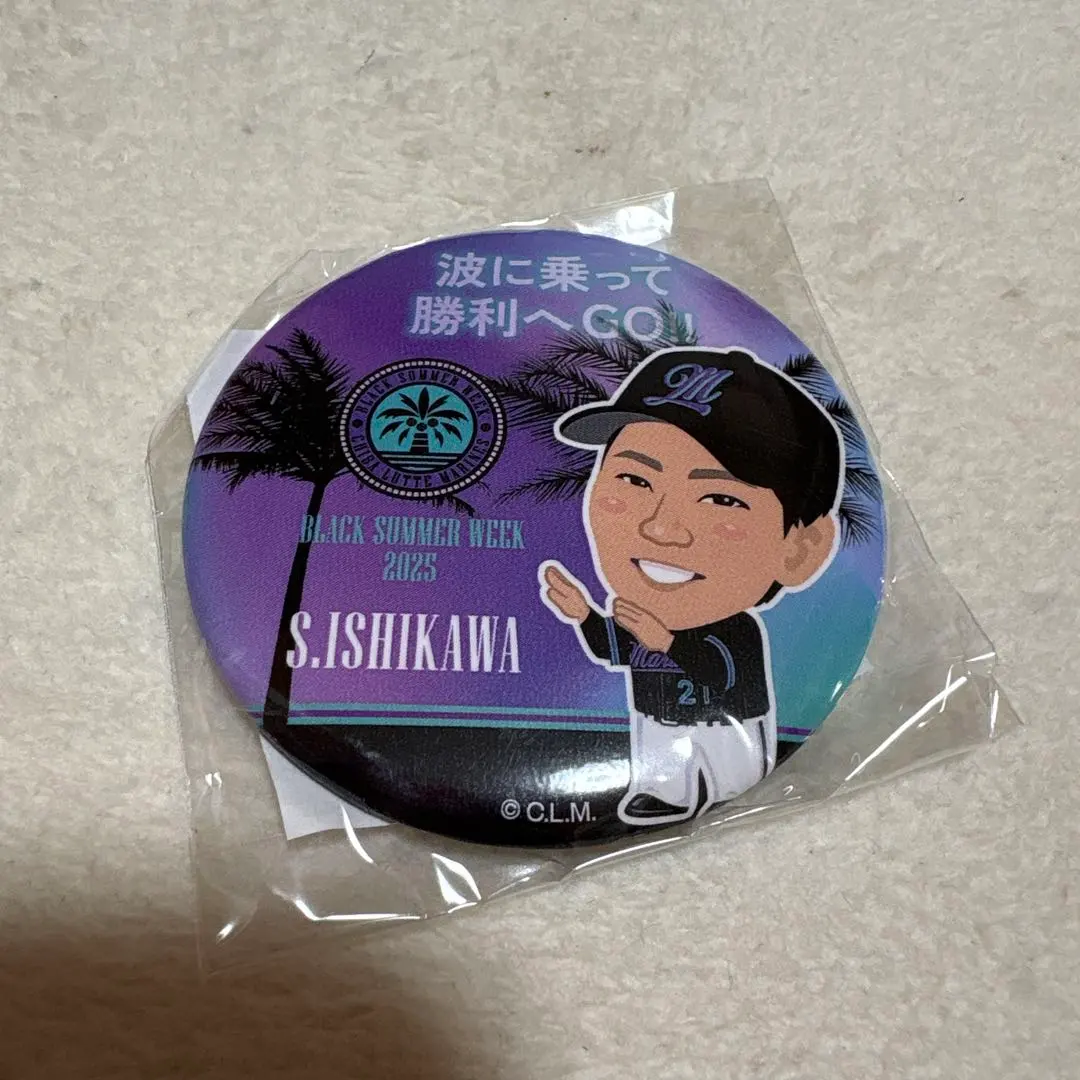 波に乗って
勝利へGO!!
BLACK SUMMER WEEK
CHIBA LOTTE MARINES
BLACK SUMMER WEEK
2025
S.ISHIKAWA
M
21
© C.L.M.